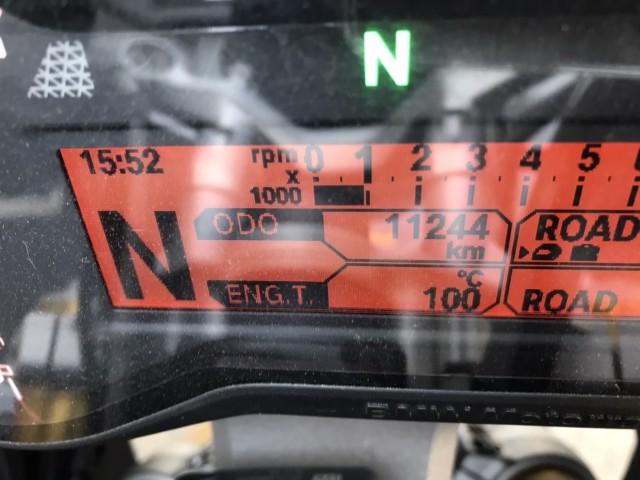 N
15:52 rpm 0 1 2 3 4 5
x
1000
N ODO 11244 ROAD
km
°C
ENG.T. 100 ROAD